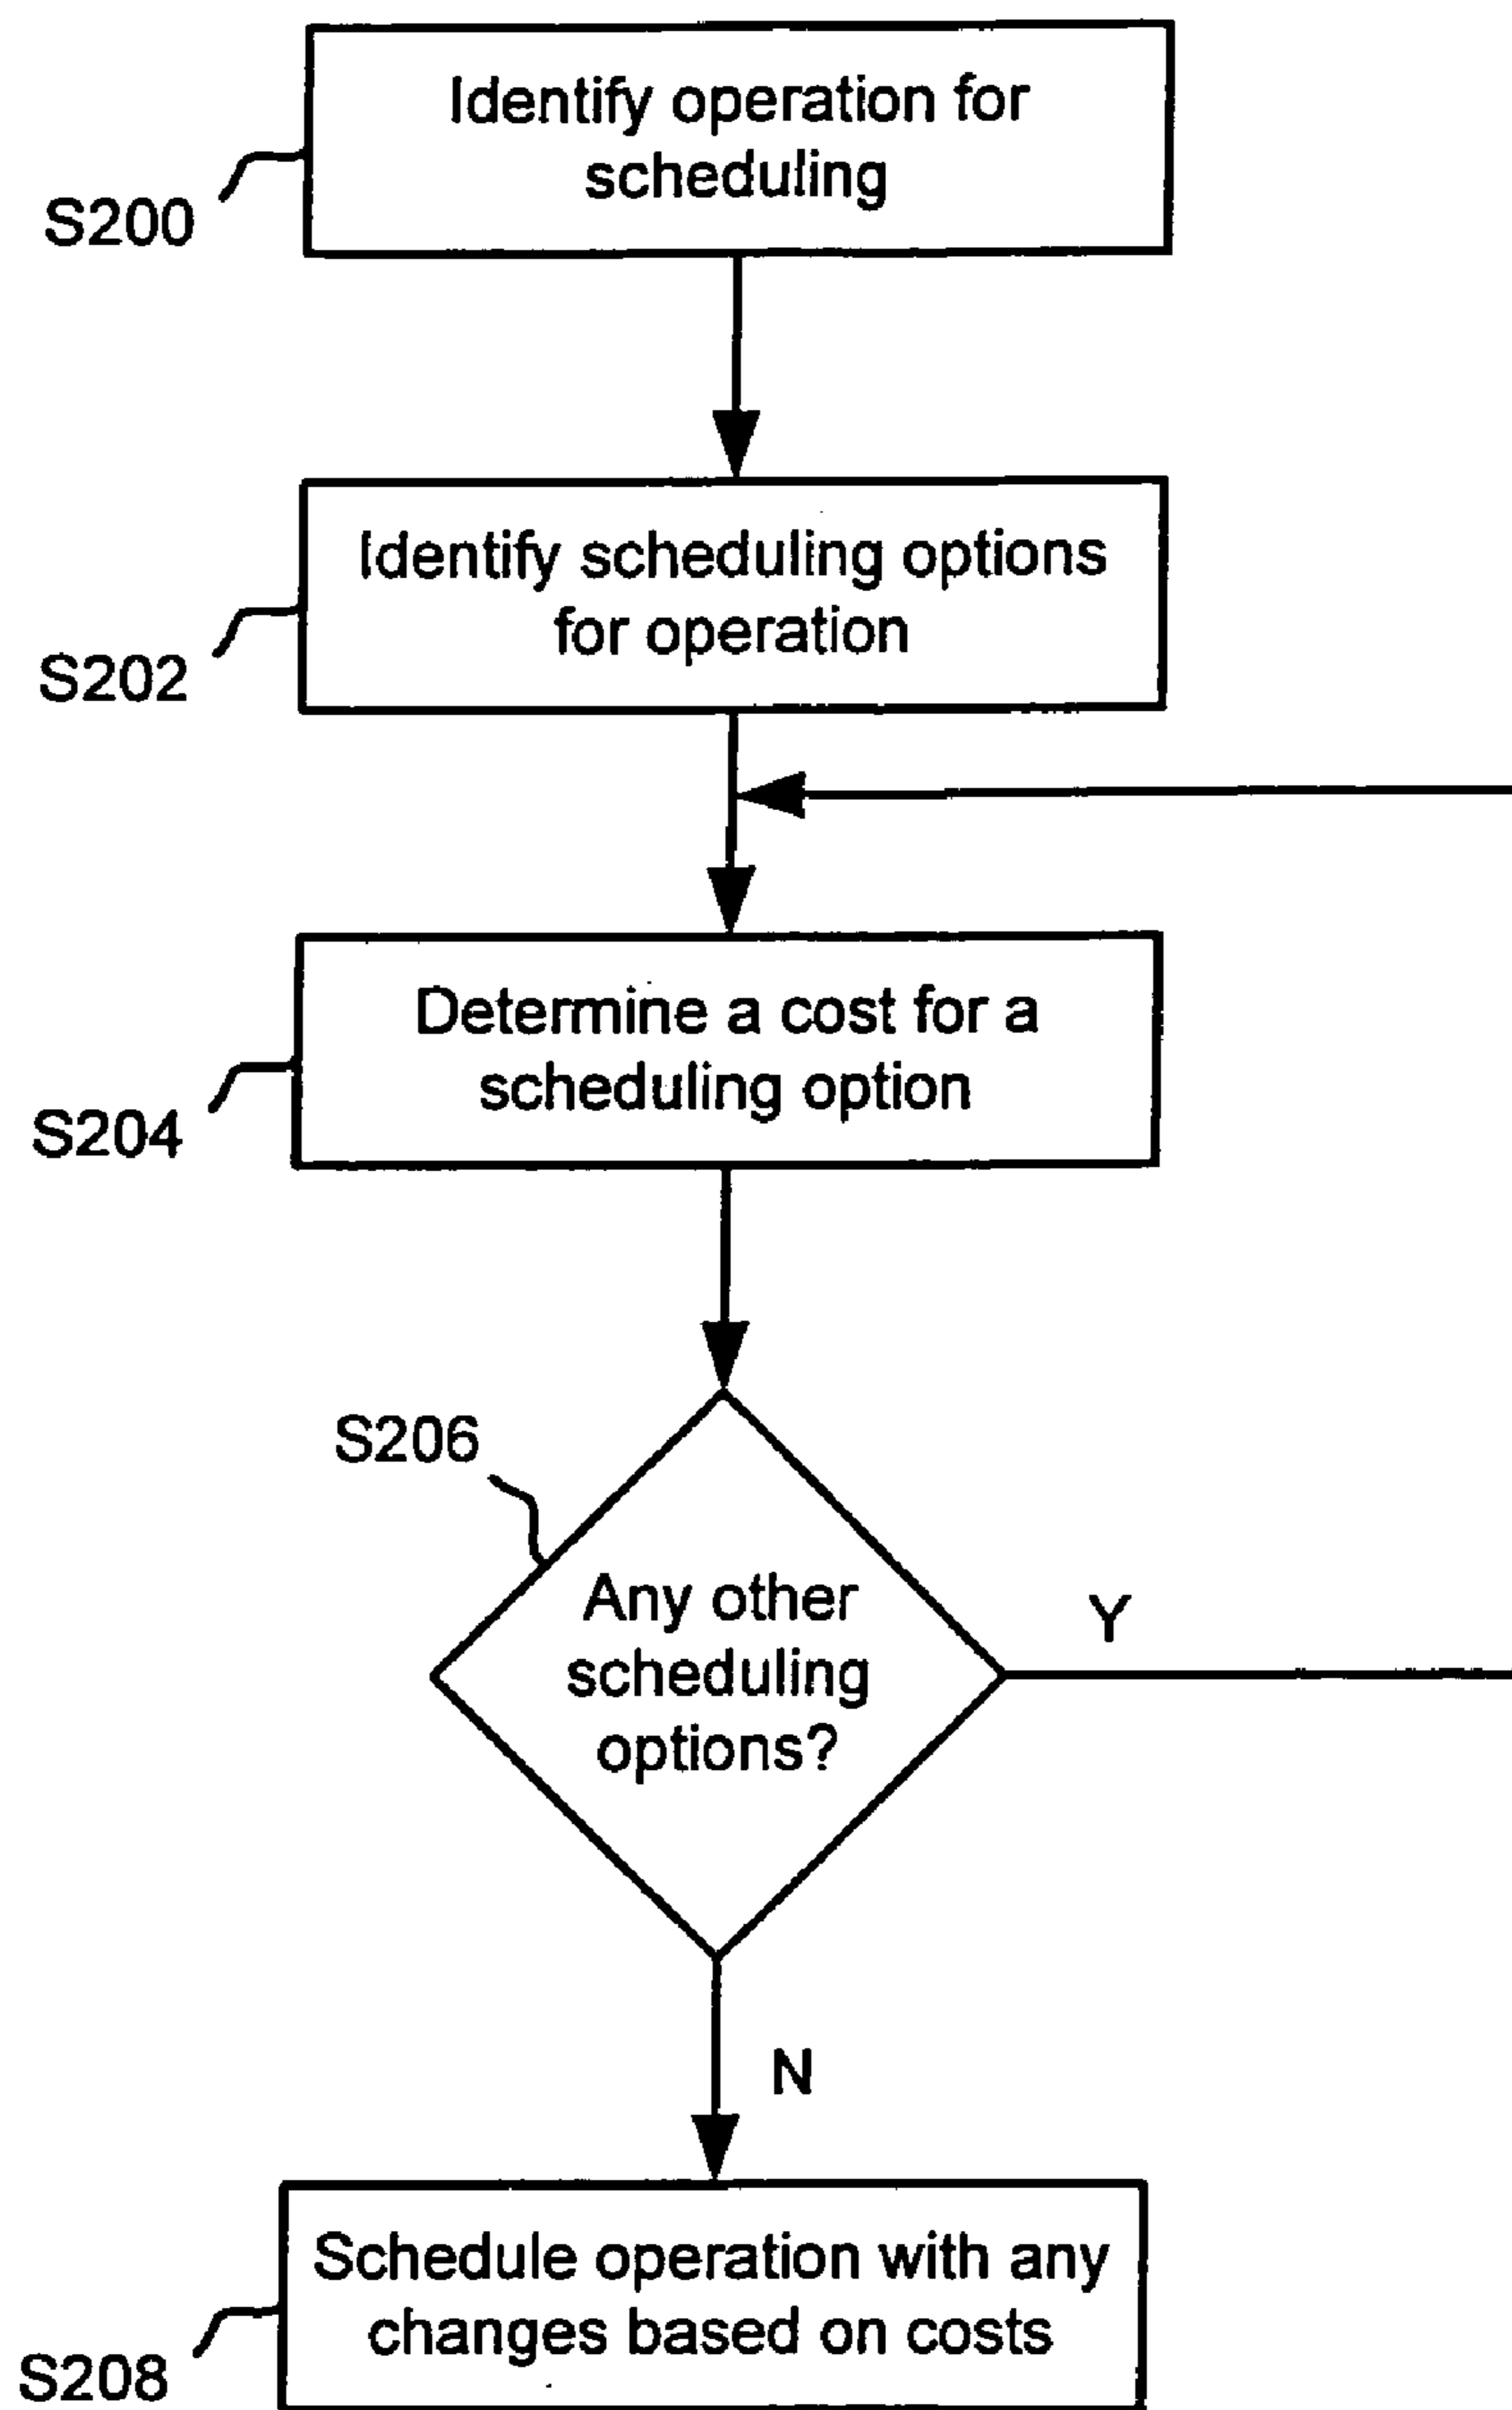 Identify operation for
scheduling
S200
Identify scheduling options
for operation
S202
Determine a cost for a
scheduling option
S204
S206
Any other
scheduling
options?
Y
N
Schedule operation with any
changes based on costs
S208